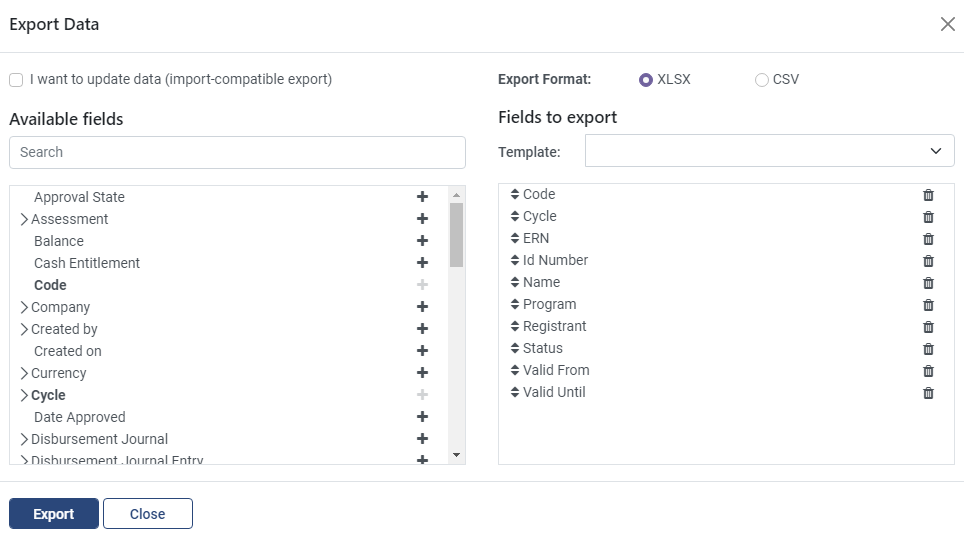 Export Data
I want to update data (import-compatible export)
Export Format:
XLSX
CSV
Available fields
Search
Approval State
Assessment
Balance
Cash Entitlement
Code
Company
Created by
Created on
Currency
Cycle
Date Approved
Disbursement Journal
Disbursement Journal Entry
Fields to export
Template:
Code
Cycle
ERN
Id Number
Name
Program
Registrant
Status
Valid From
Valid Until
Export
Close